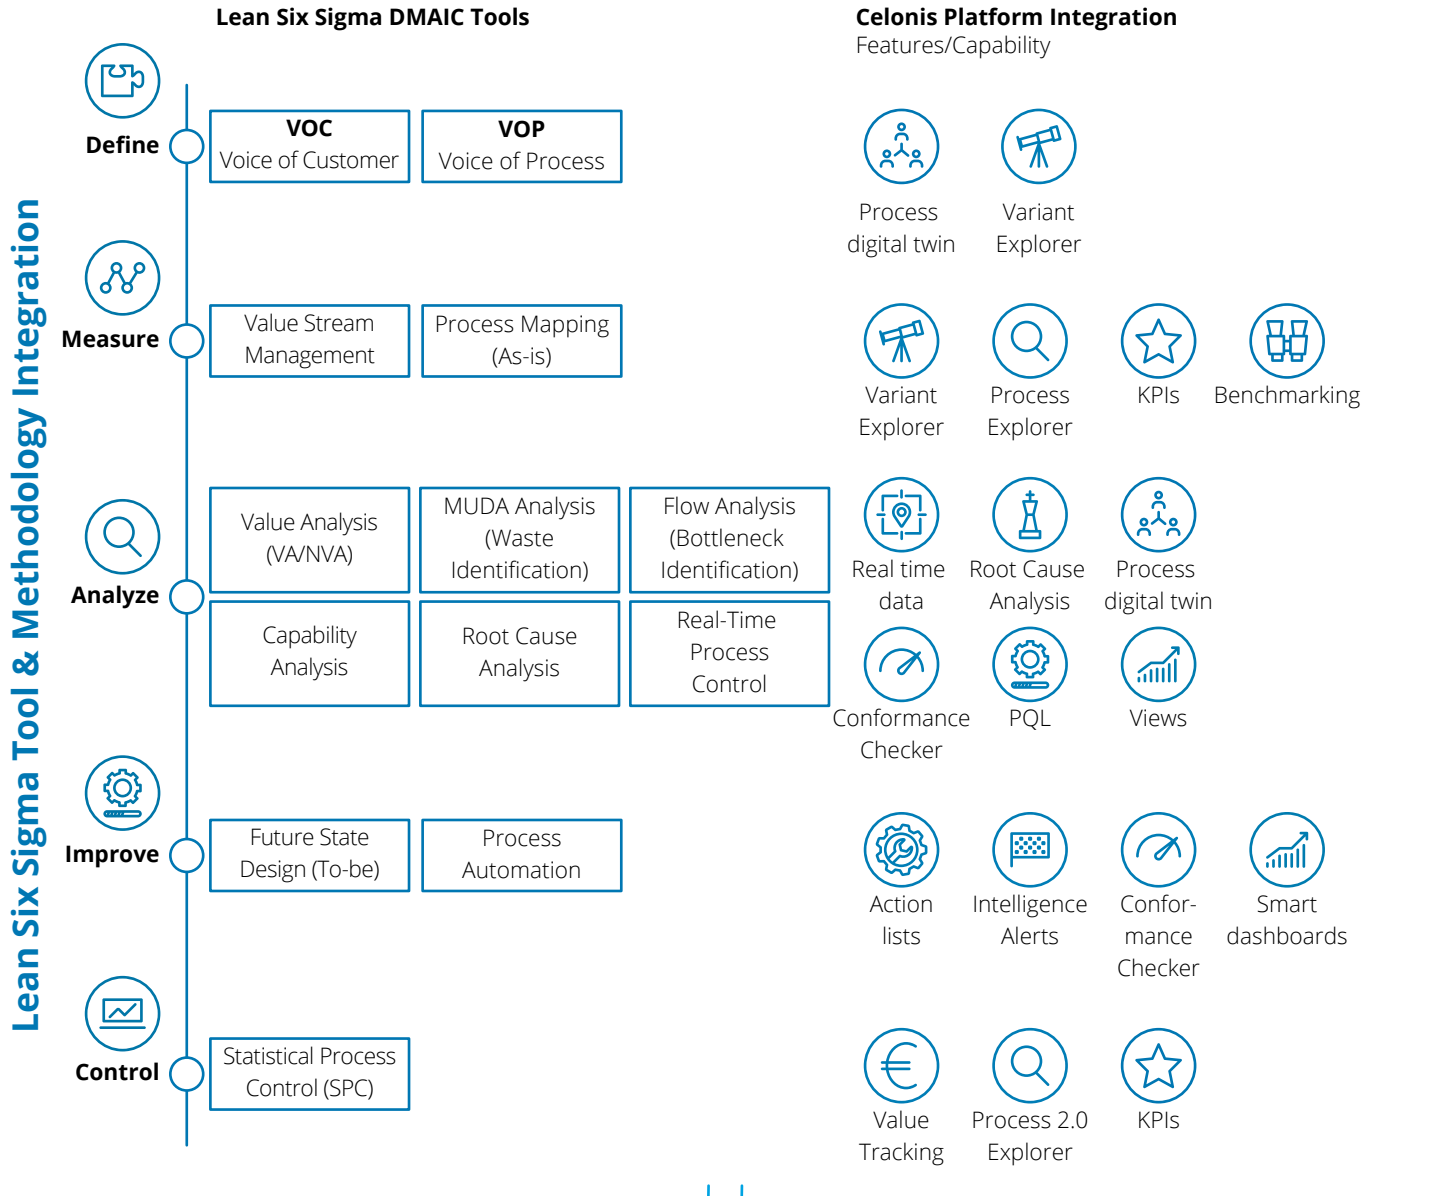 Lean Six Sigma DMAIC Tools
Celonis Platform Integration
Features/Capability
Lean Six Sigma Tool & Methodology Integration
Define
VOC
Voice of Customer
VOP
Voice of Process
Process
digital twin
Variant
Explorer
Measure
Value Stream
Management
Process Mapping
(As-is)
Variant
Explorer
Process
Explorer
KPIs
Benchmarking
Analyze
Value Analysis
(VA/NVA)
MUDA Analysis
(Waste
Identification)
Flow Analysis
(Bottleneck
Identification)
Capability
Analysis
Root Cause
Analysis
Real-Time
Process
Control
Real time
data
Root Cause
Analysis
Process
digital twin
Conformance
Checker
PQL
Views
Improve
Future State
Design (To-be)
Process
Automation
Action
lists
Intelligence
Alerts
Confor-
mance
Checker
Smart
dashboards
Control
Statistical Process
Control (SPC)
Value
Tracking
Process 2.0
Explorer
KPIs